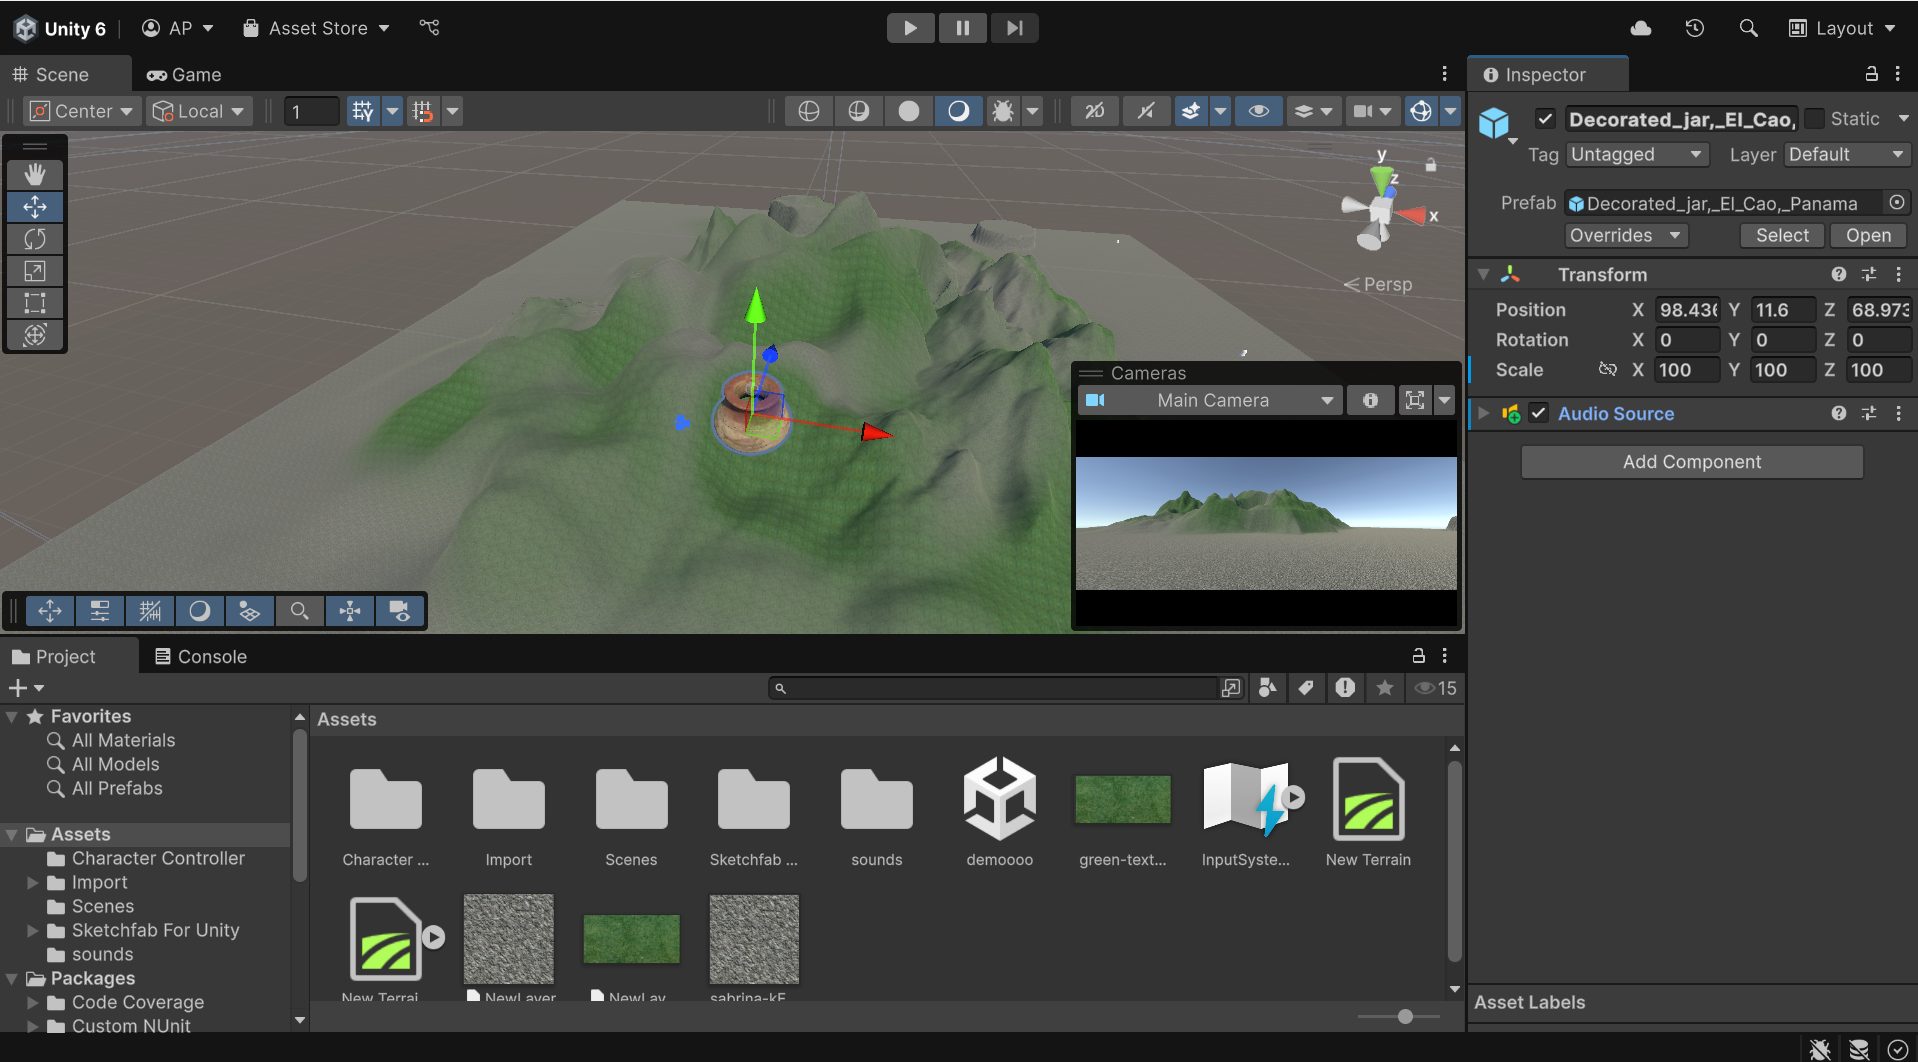 Unity 6 AP Asset Store Layout
Scene Game
Center Local 1 2D
y
z
x
Persp
Cameras
Main Camera
Inspector
Decorated_jar,_El_Cao, Static
Tag Untagged Layer Default
Prefab Decorated_jar,_El_Cao,_Panama
Overrides Select Open
Transform
Position X 98.436 Y 11.6 Z 68.973
Rotation X 0 Y 0 Z 0
Scale X 100 Y 100 Z 100
Audio Source
Add Component
Asset Labels
Project Console
15
Favorites
All Materials
All Models
All Prefabs
Assets
Character Controller
Import
Scenes
Sketchfab For Unity
sounds
Packages
Code Coverage
Custom NUnit
Assets
Character ... Import Scenes Sketchfab ... sounds demoooo green-text... InputSyste... New Terrain
New Terrai NewLayer NewLay sabrina-kF